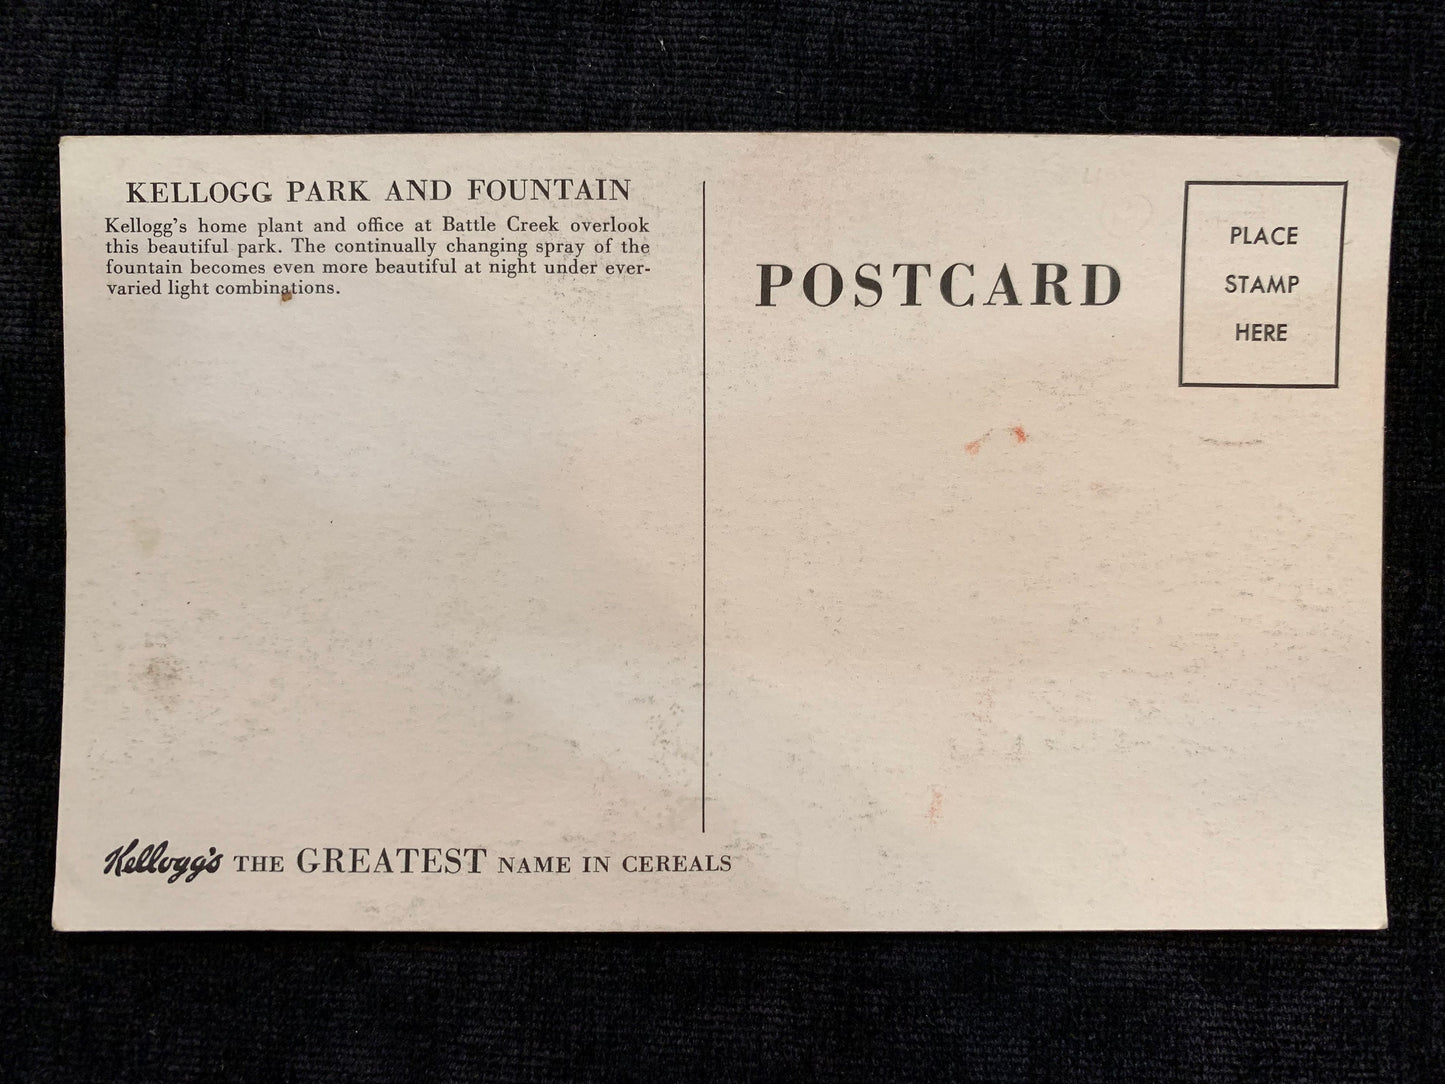 KELLOGG PARK AND FOUNTAIN
Kellogg's home plant and office at Battle Creek overlook
this beautiful park. The continually changing spray of the
fountain becomes even more beautiful at night under ever-
varied light combinations.
POSTCARD
PLACE
STAMP
HERE
Kellogg's THE GREATEST NAME IN CEREALS